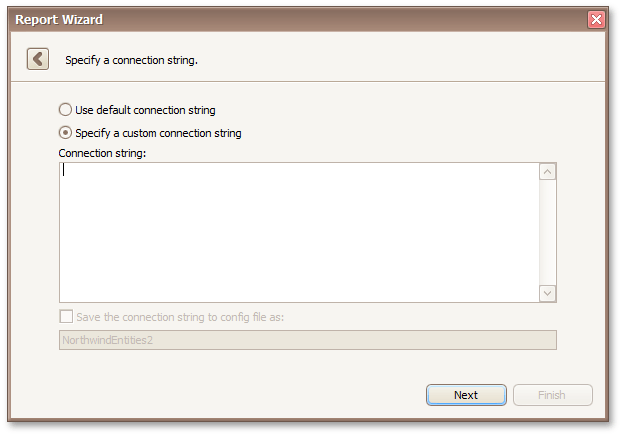 Report Wizard
Specify a connection string.
Use default connection string
Specify a custom connection string
Connection string:
Save the connection string to config file as:
NorthwindEntities2
Next
Finish